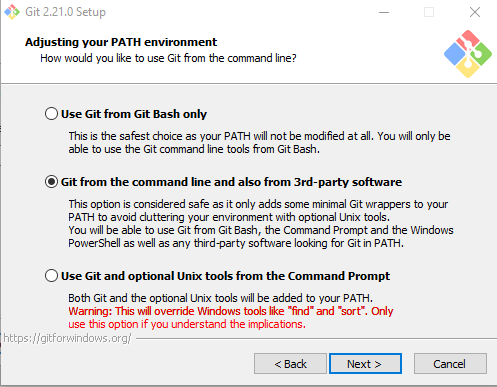 Git 2.21.0 Setup
Adjusting your PATH environment
How would you like to use Git from the command line?
Use Git from Git Bash only
This is the safest choice as your PATH will not be modified at all. You will only be
able to use the Git command line tools from Git Bash.
Git from the command line and also from 3rd-party software
This option is considered safe as it only adds some minimal Git wrappers to your
PATH to avoid cluttering your environment with optional Unix tools.
You will be able to use Git from Git Bash, the Command Prompt and the Windows
PowerShell as well as any third-party software looking for Git in PATH.
Use Git and optional Unix tools from the Command Prompt
Both Git and the optional Unix tools will be added to your PATH.
Warning: This will override Windows tools like "find" and "sort". Only
use this option if you understand the implications.
https://gitforwindows.org/
< Back
Next >
Cancel